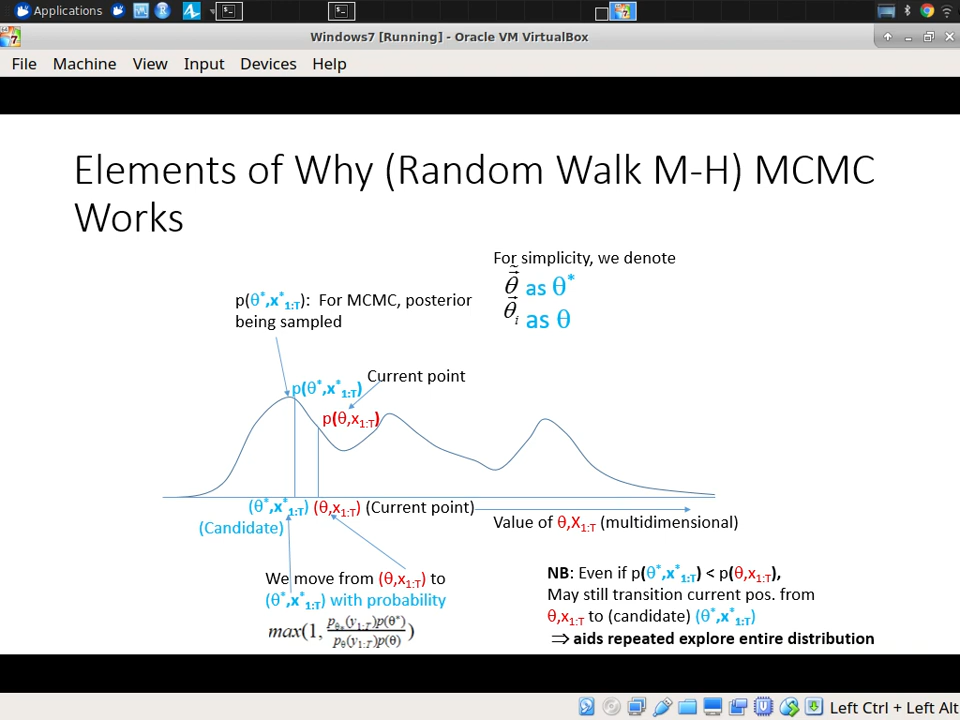 Applications
Windows7 [Running] - Oracle VM VirtualBox
File Machine View Input Devices Help
Elements of Why (Random Walk M-H) MCMC
Works
For simplicity, we denote
θ̃⃗ as θ*
θ⃗ᵢ as θ
p(θ*,x*1:T): For MCMC, posterior
being sampled
Current point
p(θ*,x*1:T)
p(θ,x1:T)
(θ*,x*1:T) (θ,x1:T) (Current point)
(Candidate)
Value of θ,X1:T (multidimensional)
We move from (θ,x1:T) to
(θ*,x*1:T) with probability
max(1, pθ*(y1:T)p(θ*) / pθ(y1:T)p(θ))
NB: Even if p(θ*,x*1:T) < p(θ,x1:T),
May still transition current pos. from
θ,x1:T to (candidate) (θ*,x*1:T)
⇒ aids repeated explore entire distribution
Left Ctrl + Left Alt